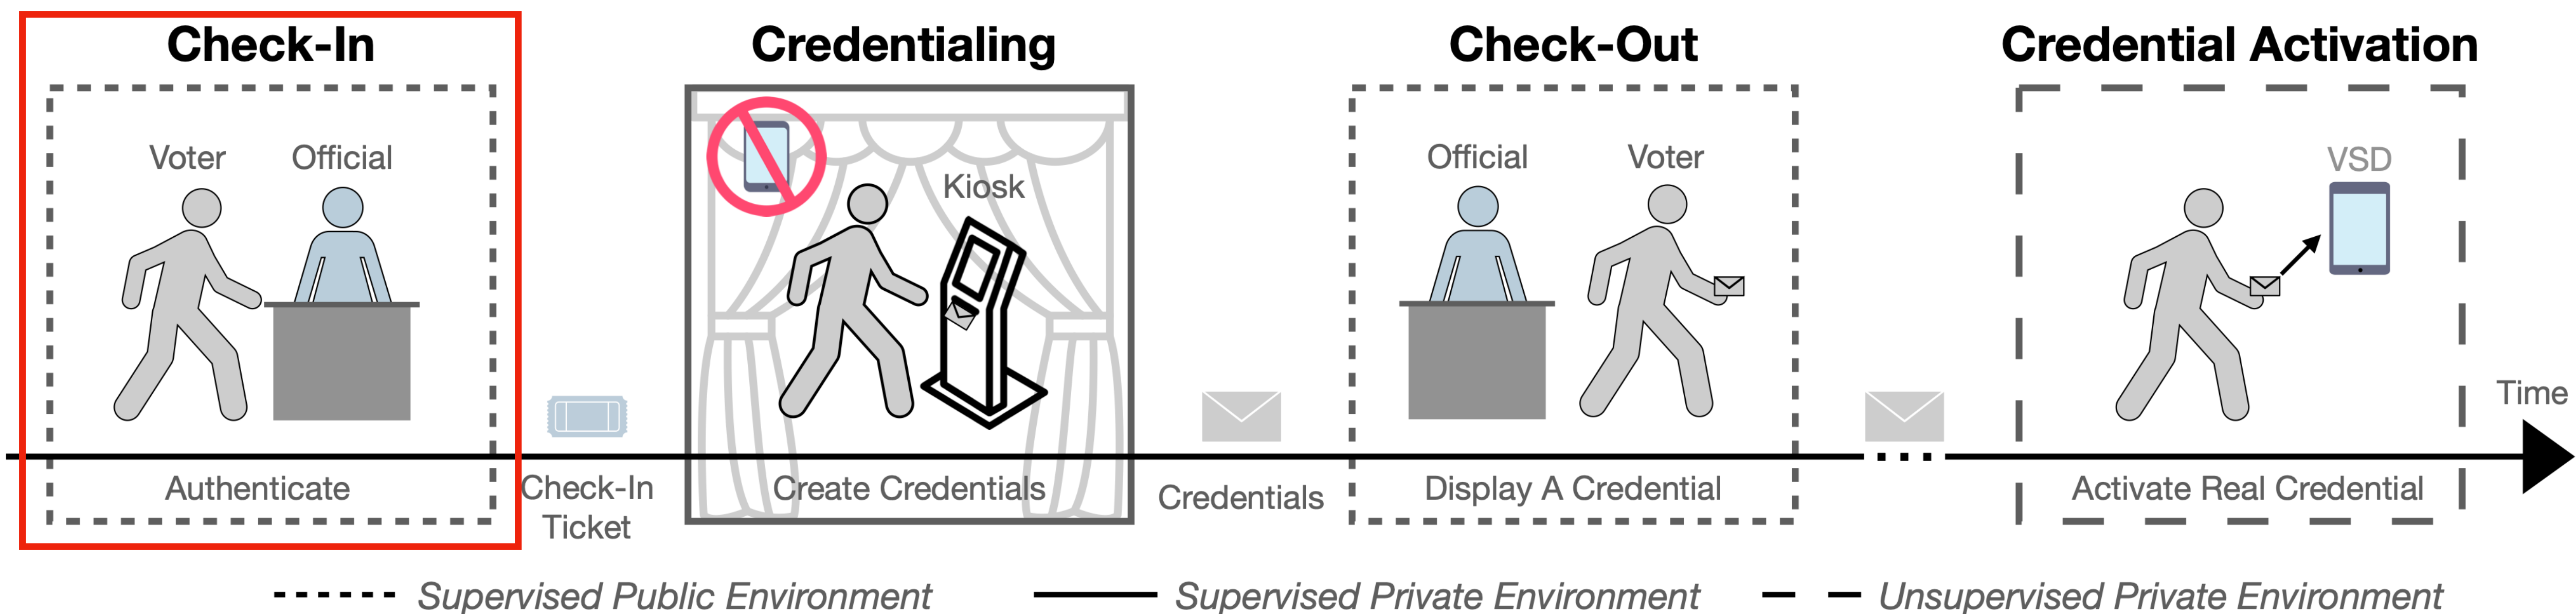 Check-In
Credentialing
Check-Out
Credential Activation
Voter
Official
Kiosk
Official
Voter
VSD
Time
Authenticate
Check-In
Ticket
Create Credentials
Credentials
Display A Credential
Activate Real Credential
Supervised Public Environment
Supervised Private Environment
Unsupervised Private Environment